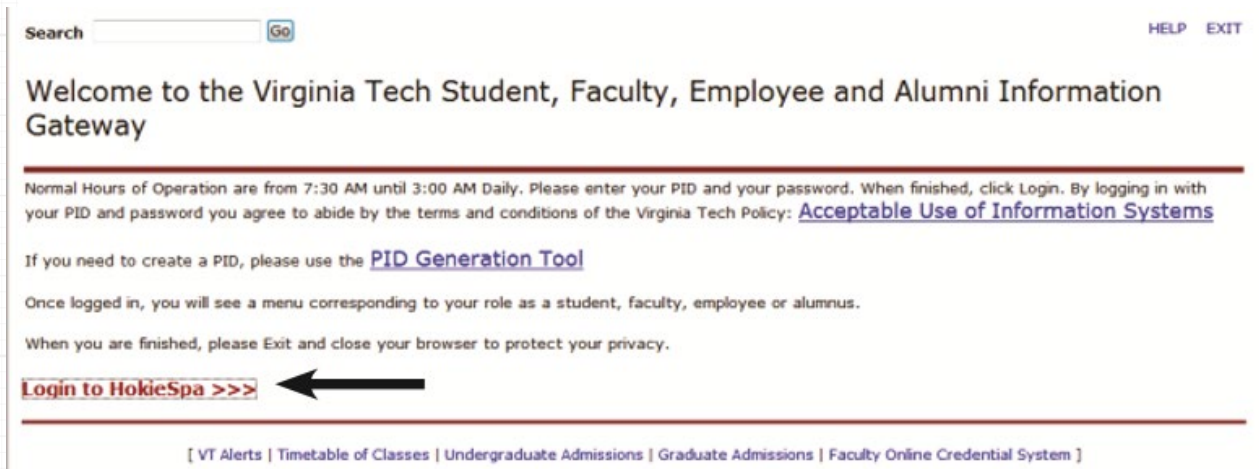 Search Go HELP EXIT
Welcome to the Virginia Tech Student, Faculty, Employee and Alumni Information
Gateway
Normal Hours of Operation are from 7:30 AM until 3:00 AM Daily. Please enter your PID and your password. When finished, click Login. By logging in with
your PID and password you agree to abide by the terms and conditions of the Virginia Tech Policy: Acceptable Use of Information Systems
If you need to create a PID, please use the PID Generation Tool
Once logged in, you will see a menu corresponding to your role as a student, faculty, employee or alumnus.
When you are finished, please Exit and close your browser to protect your privacy.
Login to HokieSpa >>>
[ VT Alerts | Timetable of Classes | Undergraduate Admissions | Graduate Admissions | Faculty Online Credential System ]